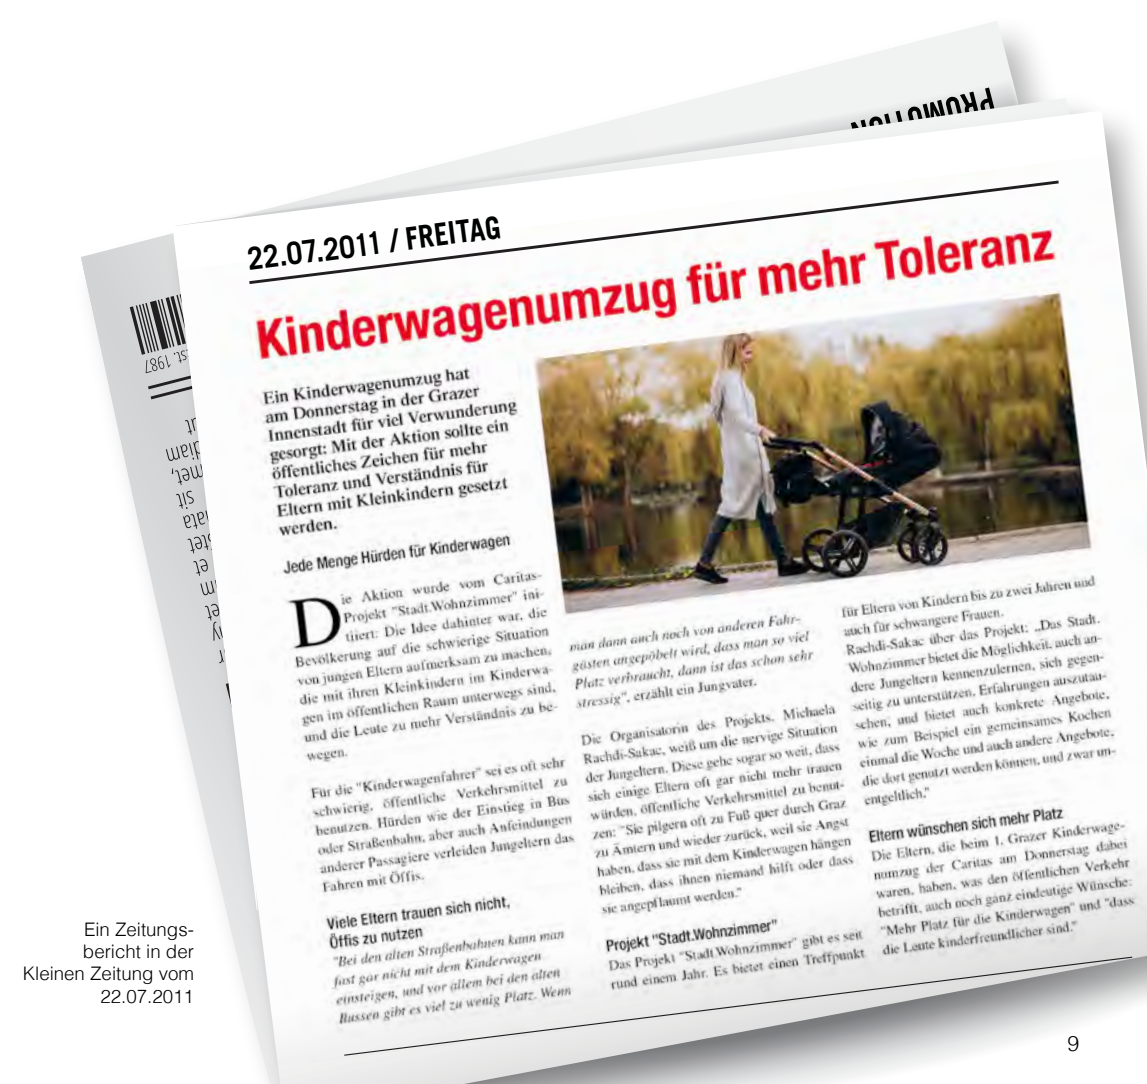 PROMOTION
22.07.2011 / FREITAG
Kinderwagenumzug für mehr Toleranz
Ein Kinderwagenumzug hat
am Donnerstag in der Grazer
Innenstadt für viel Verwunderung
gesorgt: Mit der Aktion sollte ein
öffentliches Zeichen für mehr
Toleranz und Verständnis für
Eltern mit Kleinkindern gesetzt
werden.
Jede Menge Hürden für Kinderwagen
Die Aktion wurde vom Caritas-
Projekt "Stadt.Wohnzimmer" ini-
tiiert: Die Idee dahinter war, die
Bevölkerung auf die schwierige Situation
von jungen Eltern aufmerksam zu machen,
die mit ihren Kleinkindern im Kinderwa-
gen im öffentlichen Raum unterwegs sind,
und die Leute zu mehr Verständnis zu be-
wegen.
Für die "Kinderwagenfahrer" sei es oft sehr
schwierig, öffentliche Verkehrsmittel zu
benutzen. Hürden wie der Einstieg in Bus
oder Straßenbahn, aber auch Anfeindungen
anderer Passagiere verleiden Jungeltern das
Fahren mit Öffis.
Viele Eltern trauen sich nicht,
Öffis zu nutzen
"Bei den alten Straßenbahnen kann man
fast gar nicht mit dem Kinderwagen
einsteigen, und vor allem bei den alten
Bussen gibt es viel zu wenig Platz. Wenn
man dann auch noch von anderen Fahr-
gästen angepöbelt wird, dass man so viel
Platz verbraucht, dann ist das schon sehr
stressig", erzählt ein Jungvater.
Die Organisatorin des Projekts, Michaela
Rachdi-Sakac, weiß um die nervige Situation
der Jungeltern. Diese gehe sogar so weit, dass
sich einige Eltern oft gar nicht mehr trauen
würden, öffentliche Verkehrsmittel zu benut-
zen: "Sie pilgern oft zu Fuß quer durch Graz
zu Ämtern und wieder zurück, weil sie Angst
haben, dass sie mit dem Kinderwagen hängen
bleiben, dass ihnen niemand hilft oder dass
sie angepflaumt werden."
Projekt "Stadt.Wohnzimmer"
Das Projekt "Stadt.Wohnzimmer" gibt es seit
rund einem Jahr. Es bietet einen Treffpunkt
für Eltern von Kindern bis zu zwei Jahren und
auch für schwangere Frauen.
Rachdi-Sakac über das Projekt: „Das Stadt.
Wohnzimmer bietet die Möglichkeit, auch an-
dere Jungeltern kennenzulernen, sich gegen-
seitig zu unterstützen, Erfahrungen auszutau-
schen, und bietet auch konkrete Angebote,
wie zum Beispiel ein gemeinsames Kochen
einmal die Woche und auch andere Angebote,
die dort genutzt werden können, und zwar un-
entgeltlich."
Eltern wünschen sich mehr Platz
Die Eltern, die beim 1. Grazer Kinderwage-
numzug der Caritas am Donnerstag dabei
waren, haben, was den öffentlichen Verkehr
betrifft, auch noch ganz eindeutige Wünsche:
"Mehr Platz für die Kinderwagen" und "dass
die Leute kinderfreundlicher sind."
st. 1987
Ein Zeitungs-
bericht in der
Kleinen Zeitung vom
22.07.2011
9